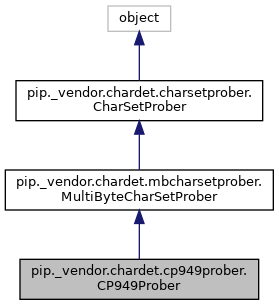 object
pip._vendor.chardet.charsetprober.
CharSetProber
pip._vendor.chardet.mbcharsetprober.
MultiByteCharSetProber
pip._vendor.chardet.cp949prober.
CP949Prober